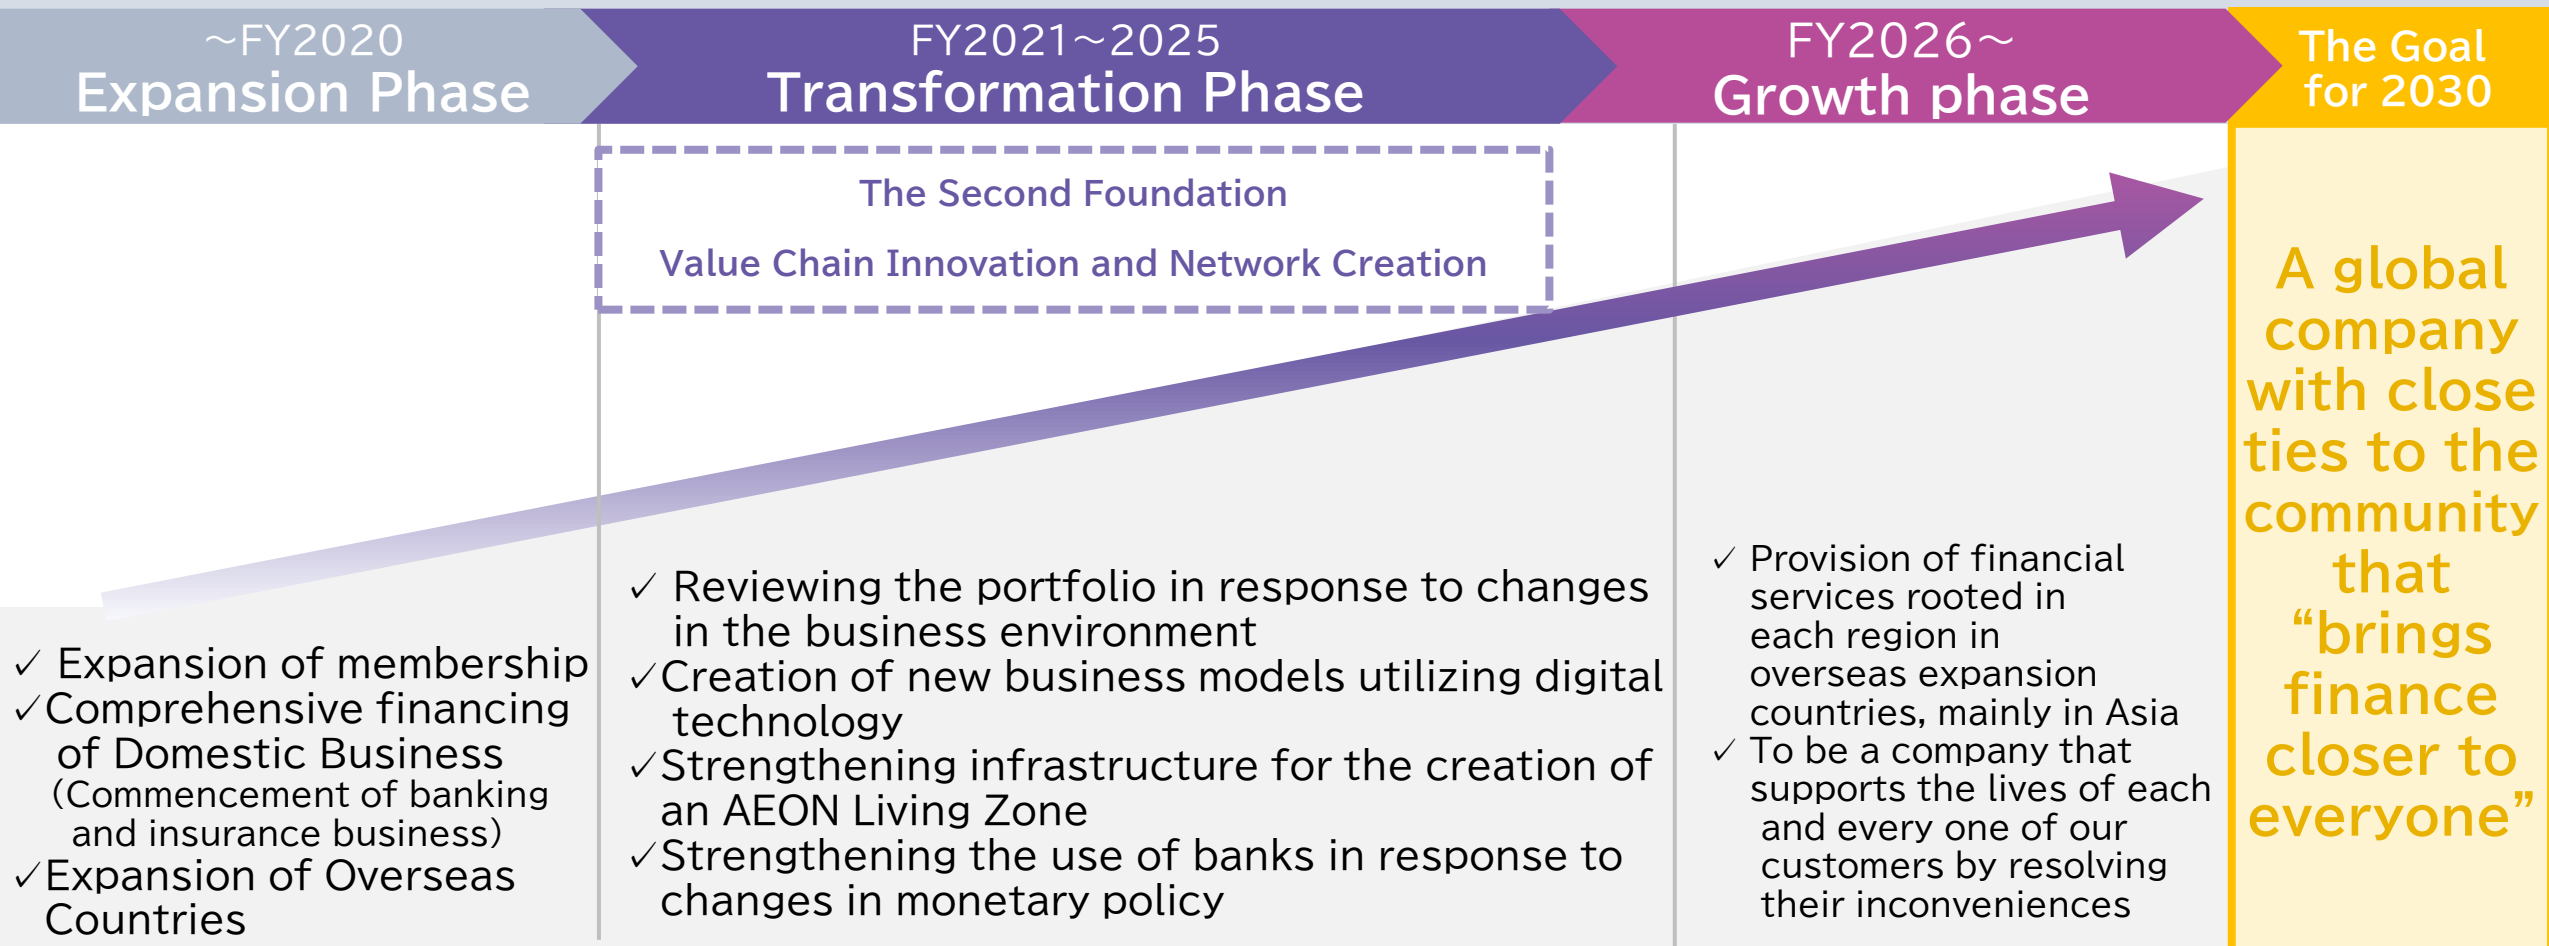 ～FY2020
Expansion Phase
FY2021～2025
Transformation Phase
FY2026～
Growth phase
The Goal
for 2030
The Second Foundation
Value Chain Innovation and Network Creation
✓ Expansion of membership
✓Comprehensive financing
of Domestic Business
(Commencement of banking
and insurance business)
✓Expansion of Overseas
Countries
✓ Reviewing the portfolio in response to changes
in the business environment
✓Creation of new business models utilizing digital
technology
✓Strengthening infrastructure for the creation of
an AEON Living Zone
✓Strengthening the use of banks in response to
changes in monetary policy
✓ Provision of financial
services rooted in
each region in
overseas expansion
countries, mainly in Asia
✓ To be a company that
supports the lives of each
and every one of our
customers by resolving
their inconveniences
A global
company
with close
ties to the
community
that
“brings
finance
closer to
everyone”